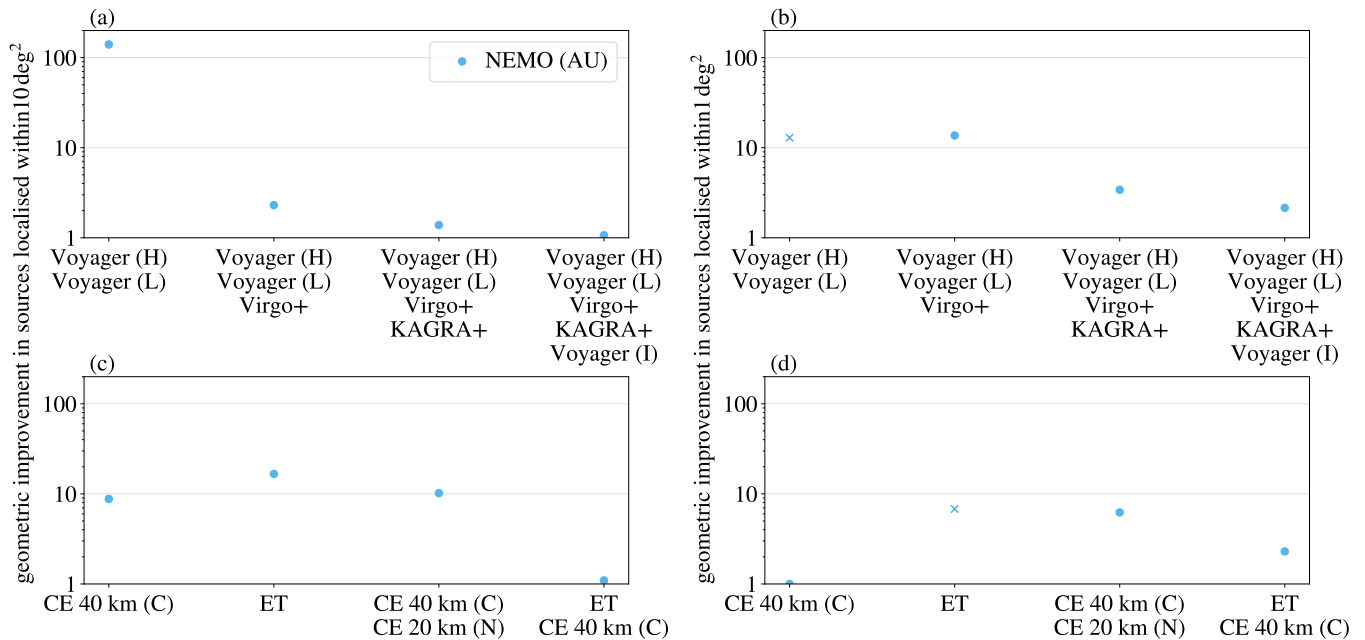 (a)
geometric improvement in sources localised within10deg²
100
10
1
NEMO (AU)
Voyager (H)
Voyager (L)
Voyager (H)
Voyager (L)
Virgo+
Voyager (H)
Voyager (L)
Virgo+
KAGRA+
Voyager (H)
Voyager (L)
Virgo+
KAGRA+
Voyager (I)
(b)
geometric improvement in sources localised within1deg²
100
10
1
Voyager (H)
Voyager (L)
Voyager (H)
Voyager (L)
Virgo+
Voyager (H)
Voyager (L)
Virgo+
KAGRA+
Voyager (H)
Voyager (L)
Virgo+
KAGRA+
Voyager (I)
(c)
100
10
1
CE 40 km (C)
ET
CE 40 km (C)
CE 20 km (N)
ET
CE 40 km (C)
(d)
100
10
1
CE 40 km (C)
ET
CE 40 km (C)
CE 20 km (N)
ET
CE 40 km (C)